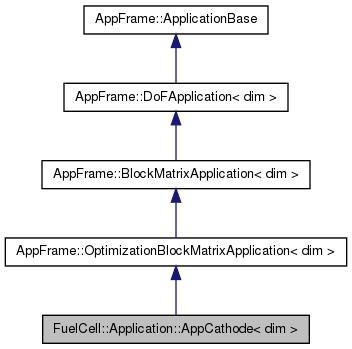 AppFrame::ApplicationBase
AppFrame::DoFApplication< dim >
AppFrame::BlockMatrixApplication< dim >
AppFrame::OptimizationBlockMatrixApplication< dim >
FuelCell::Application::AppCathode< dim >